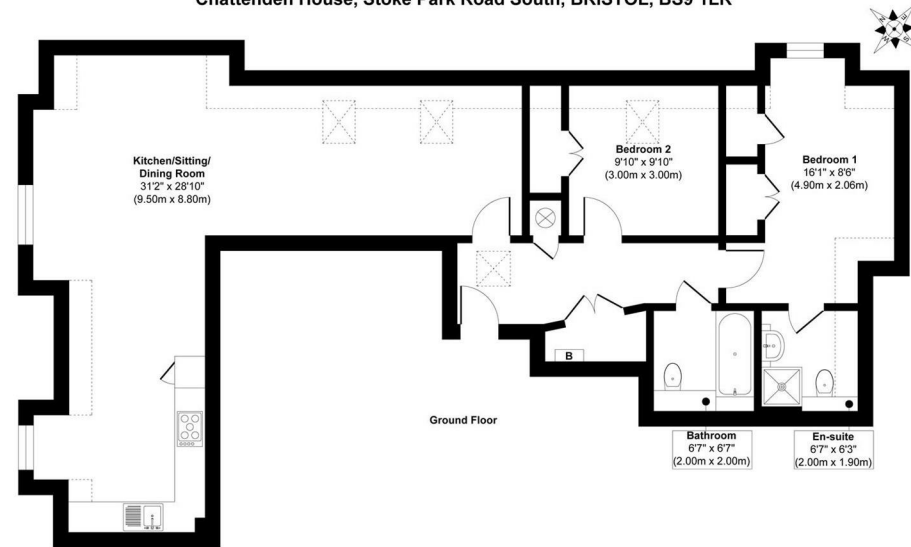 Chattenden House, Stoke Park Road South, BRISTOL, BS9 1LR
Kitchen/Sitting/
Dining Room
31'2" x 28'10"
(9.50m x 8.80m)
Bedroom 2
9'10" x 9'10"
(3.00m x 3.00m)
Bedroom 1
16'1" x 8'6"
(4.90m x 2.06m)
B
Ground Floor
Bathroom
6'7" x 6'7"
(2.00m x 2.00m)
En-suite
6'7" x 6'3"
(2.00m x 1.90m)